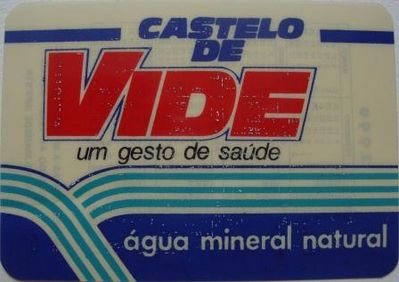 CASTELO
DE
VIDE
um gesto de saúde
água mineral natural